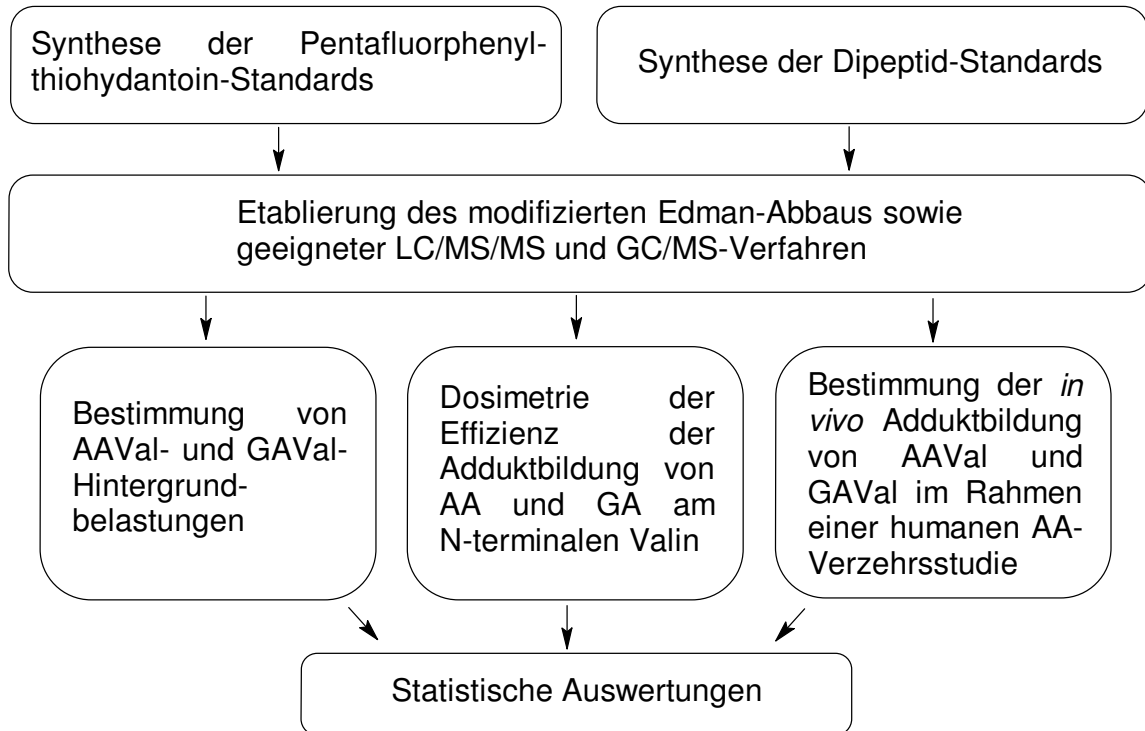 Synthese der Pentafluorphenyl-
thiohydantoin-Standards
Synthese der Dipeptid-Standards
Etablierung des modifizierten Edman-Abbaus sowie
geeigneter LC/MS/MS und GC/MS-Verfahren
Bestimmung von
AAVal- und GAVal-
Hintergrund-
belastungen
Dosimetrie der
Effizienz der
Adduktbildung von
AA und GA am
N-terminalen Valin
Bestimmung der in
vivo Adduktbildung
von AAVal und
GAVal im Rahmen
einer humanen AA-
Verzehrsstudie
Statistische Auswertungen